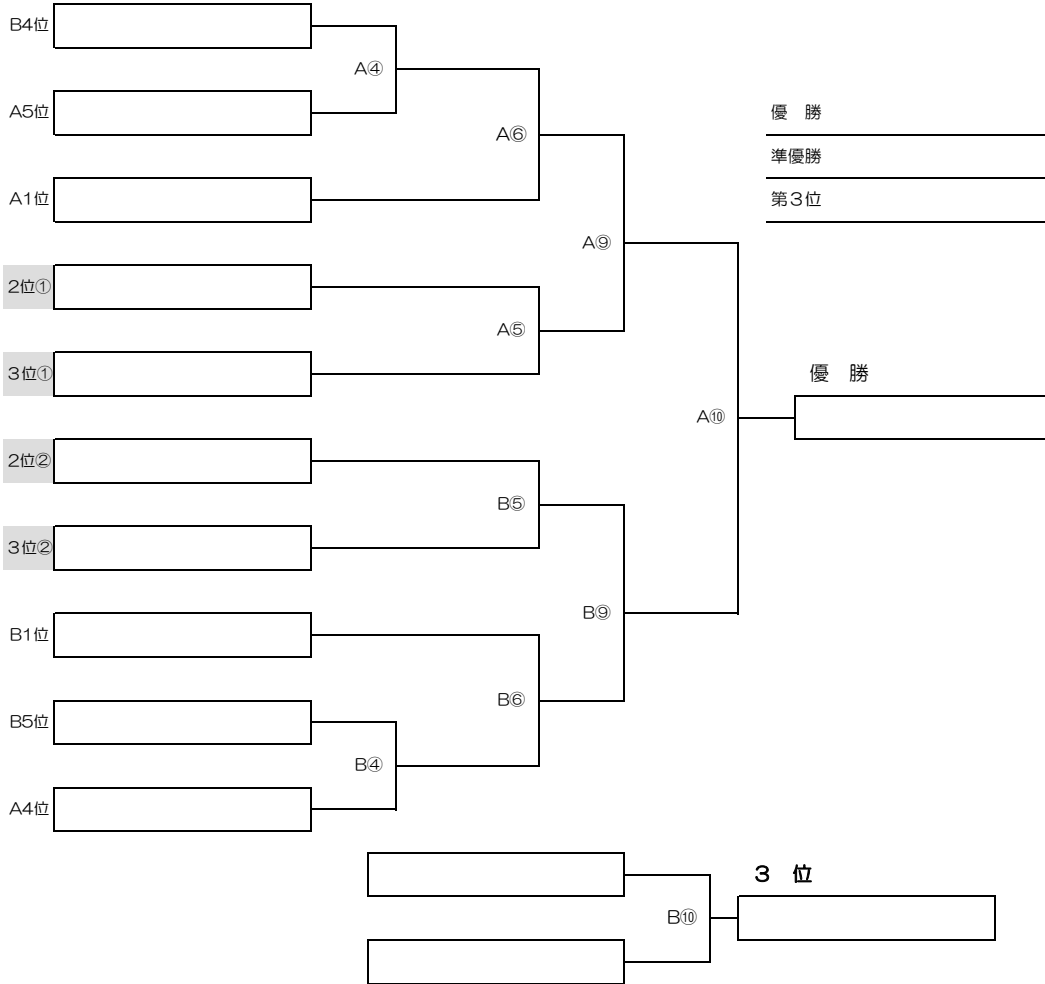 B4位
A④
A5位
A⑥
優　勝
準優勝
A1位
第３位
A⑨
2位①
A⑤
３位①
優　勝
A⑩
2位②
B⑤
３位②
B⑨
B1位
B⑥
B5位
B④
A4位
３　位
B⑩